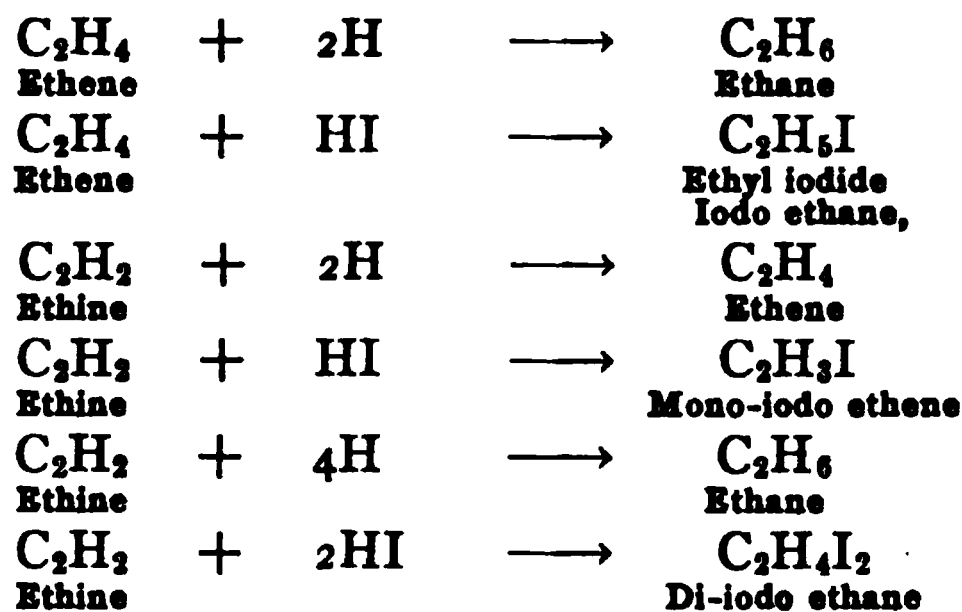 C₂H₄ + 2H ⟶ C₂H₆
Ethene Ethane
C₂H₄ + HI ⟶ C₂H₅I
Ethene Ethyl iodide
Iodo ethane,
C₂H₂ + 2H ⟶ C₂H₄
Ethine Ethene
C₂H₂ + HI ⟶ C₂H₃I
Ethine Mono-iodo ethene
C₂H₂ + 4H ⟶ C₂H₆
Ethine Ethane
C₂H₂ + 2HI ⟶ C₂H₄I₂
Ethine Di-iodo ethane